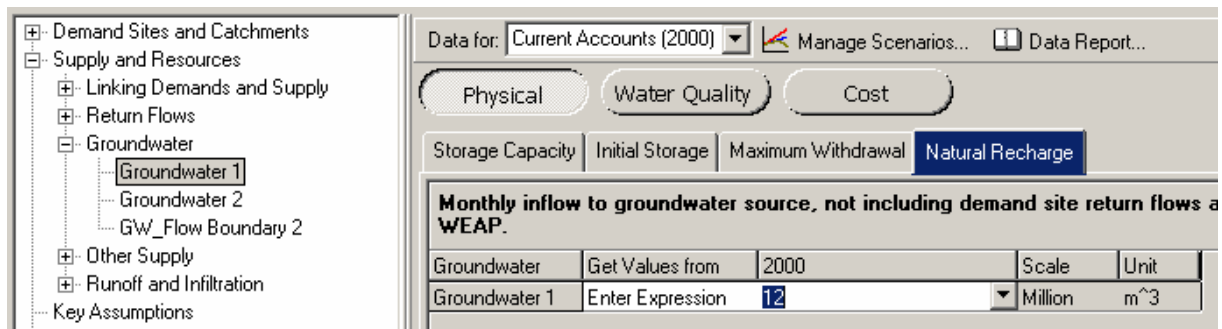 Demand Sites and Catchments
Supply and Resources
Linking Demands and Supply
Return Flows
Groundwater
Groundwater 1
Groundwater 2
GW_Flow Boundary 2
Other Supply
Runoff and Infiltration
Key Assumptions
Data for: Current Accounts (2000) Manage Scenarios... Data Report...
Physical Water Quality Cost
Storage Capacity Initial Storage Maximum Withdrawal Natural Recharge
Monthly inflow to groundwater source, not including demand site return flows a
WEAP.
Groundwater Get Values from 2000 Scale Unit
Groundwater 1 Enter Expression 12 Million m^3